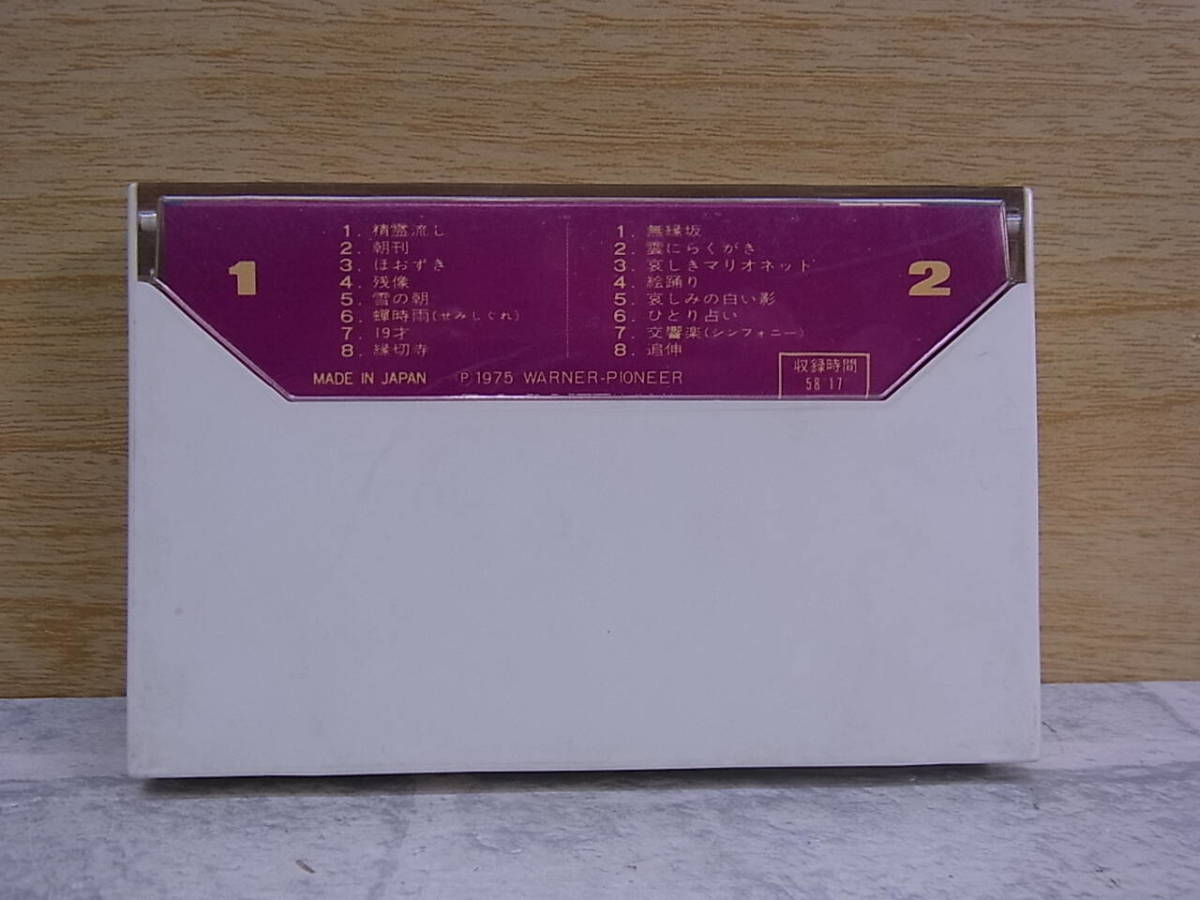 1
1. 精霊流し
2. 朝刊
3. ほおずき
4. 残像
5. 雪の朝
6. 蟬時雨(せみしぐれ)
7. 19才
8. 縁切寺
1. 無縁坂
2. 雲にらくがき
3. 哀しきマリオネット
4. 絵踊り
5. 哀しみの白い影
6. ひとり占い
7. 交響楽(シンフォニー)
8. 追伸
2
MADE IN JAPAN Ⓟ1975 WARNER-PIONEER
収録時間
58 17